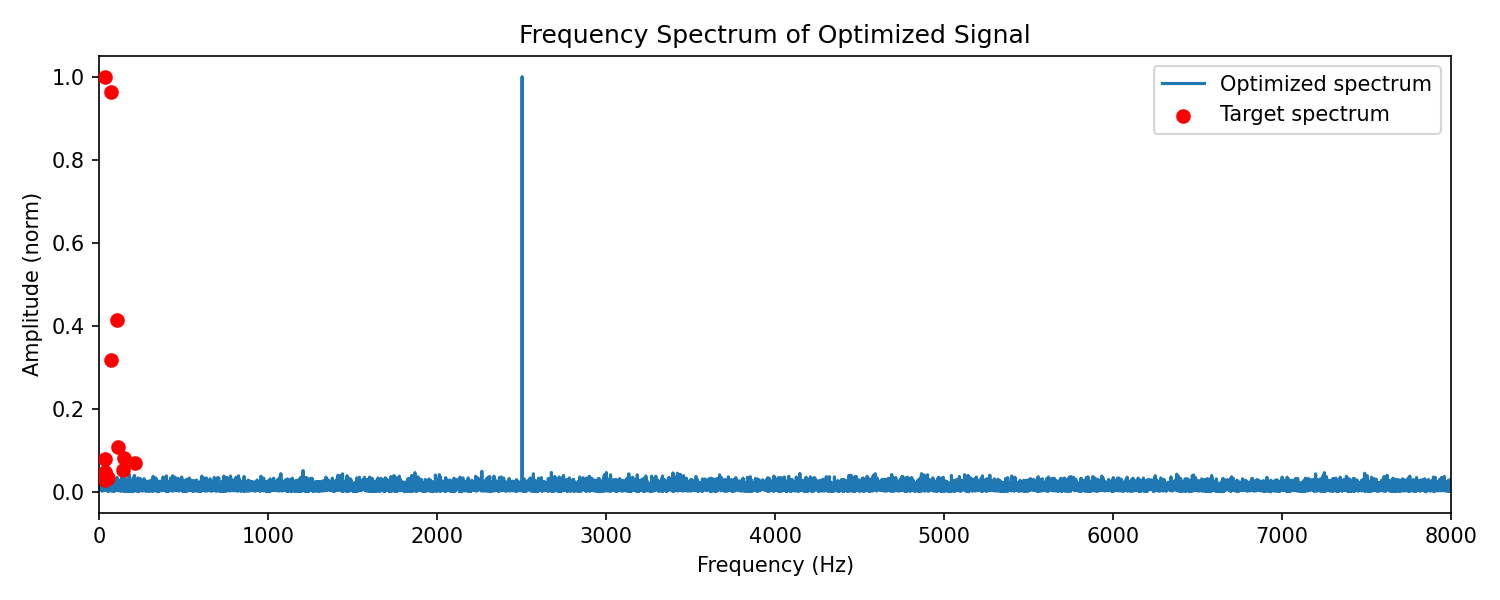 Frequency Spectrum of Optimized Signal
Optimized spectrum
Target spectrum
Amplitude (norm)
1.0
0.8
0.6
0.4
0.2
0.0
0 1000 2000 3000 4000 5000 6000 7000 8000
Frequency (Hz)